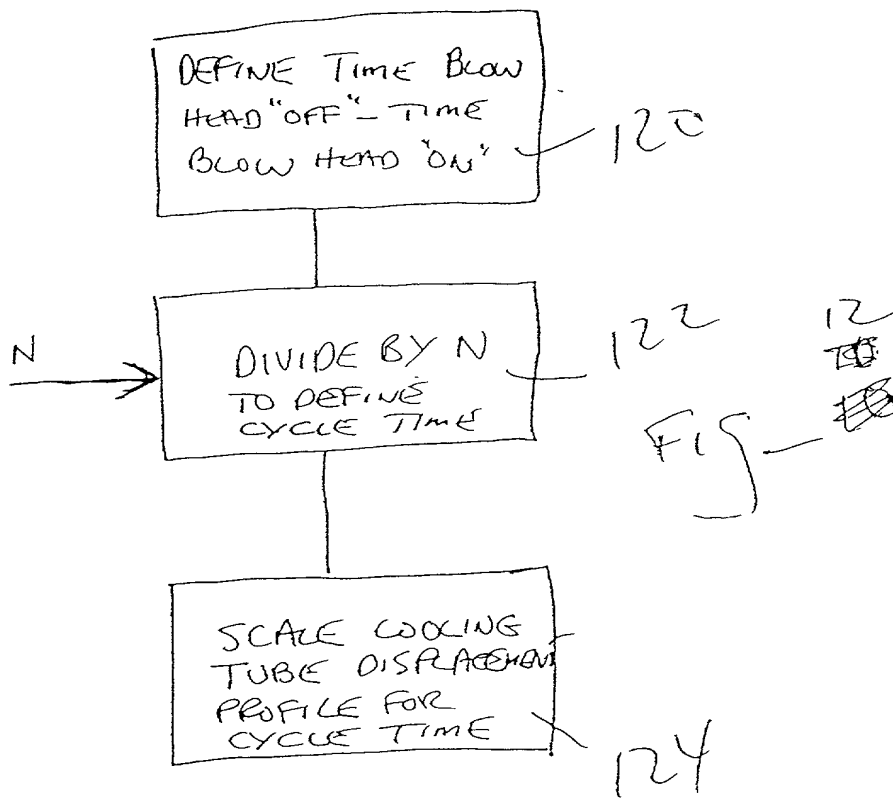 DEFINE TIME BLOW
HEAD "OFF" - TIME
BLOW HEAD "ON"
120
N
DIVIDE BY N
TO DEFINE
CYCLE TIME
122
12
Fig
SCALE COOLING
TUBE DISPLACEMENT
PROFILE FOR
CYCLE TIME
124